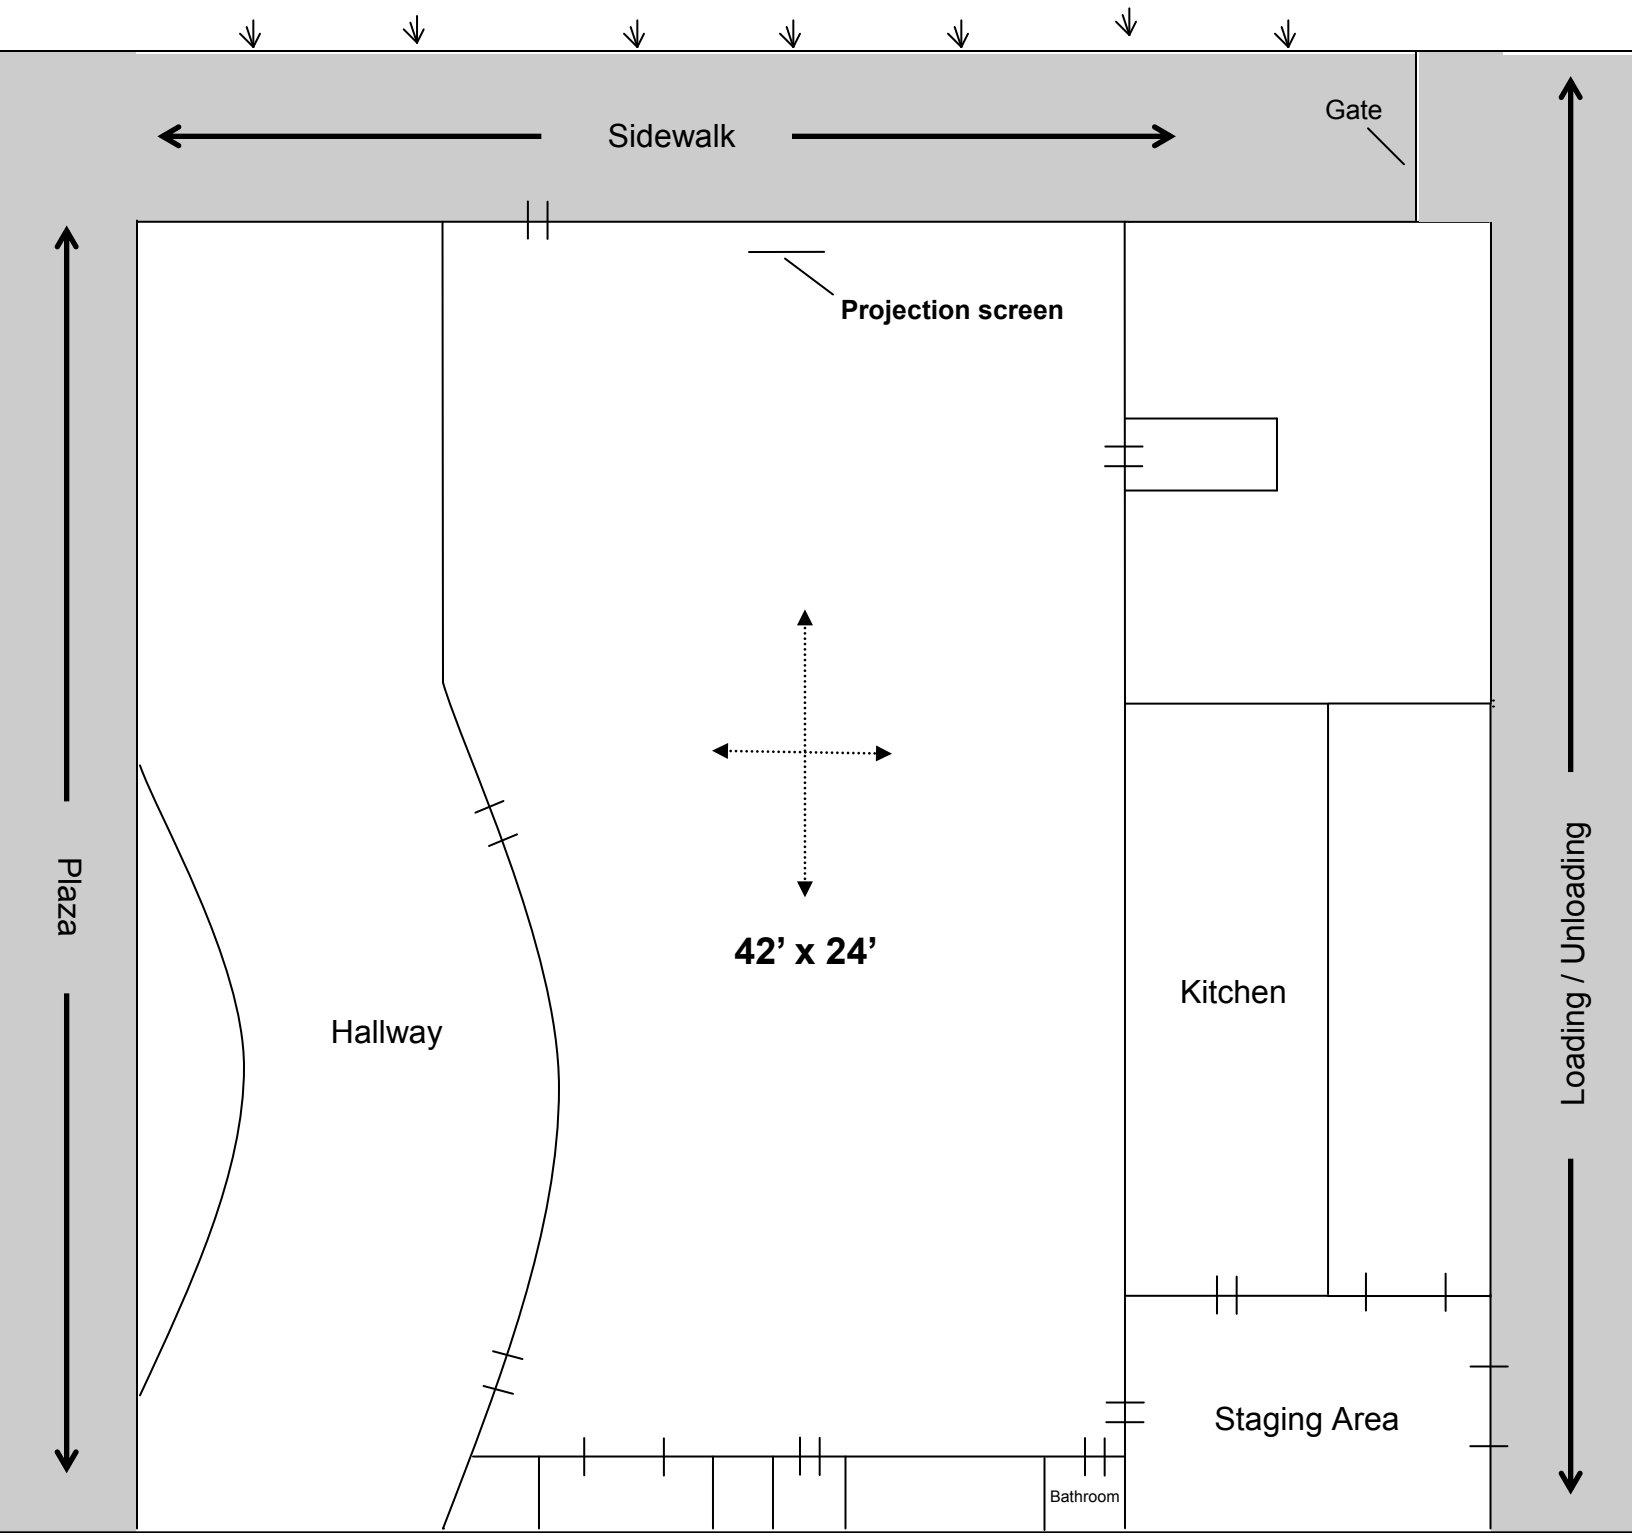 Gate
Sidewalk
Projection screen
Plaza
Loading / Unloading
42’ x 24’
Kitchen
Hallway
Staging Area
Bathroom